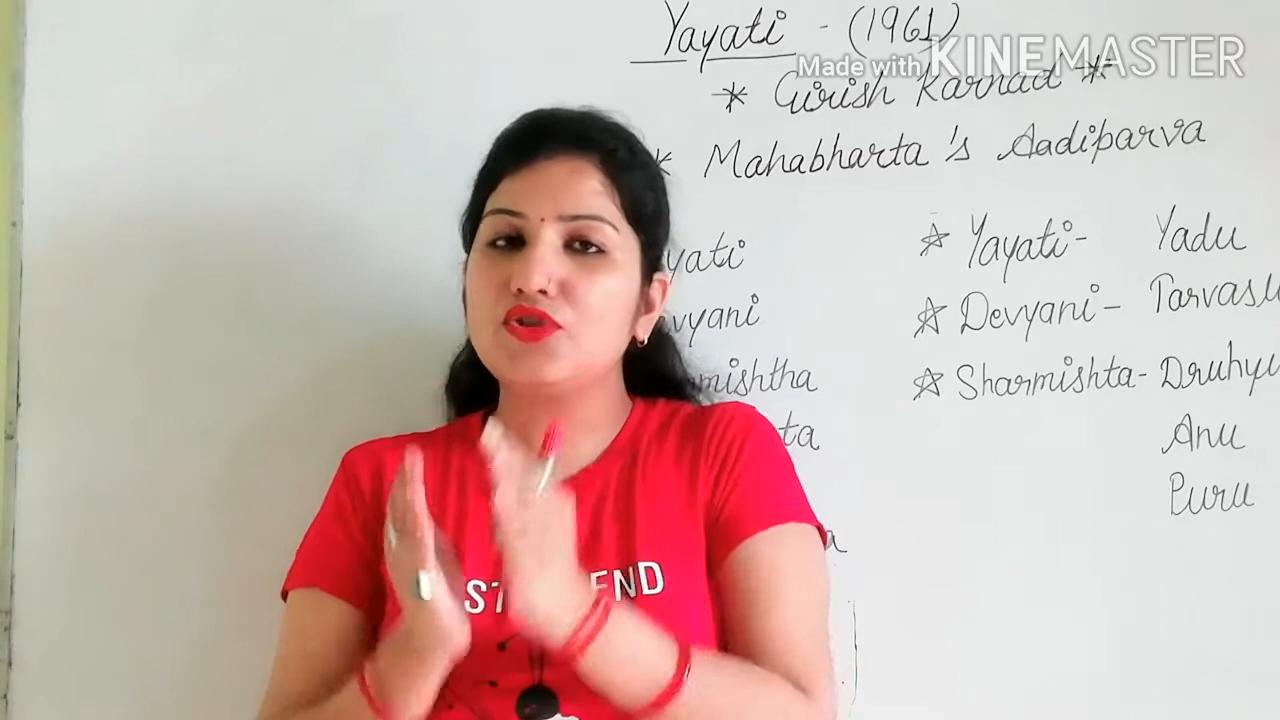 Yayati - (1961)
Made with KINEMASTER
* Girish Karnad *
* Mahabharta's Aadiparva
yati
vyani
mishtha
ta
a
☆ Yayati- Yadu
☆ Devyani- Tarvasu
☆ Sharmishta- Druhyu
Anu
Puru
ST END